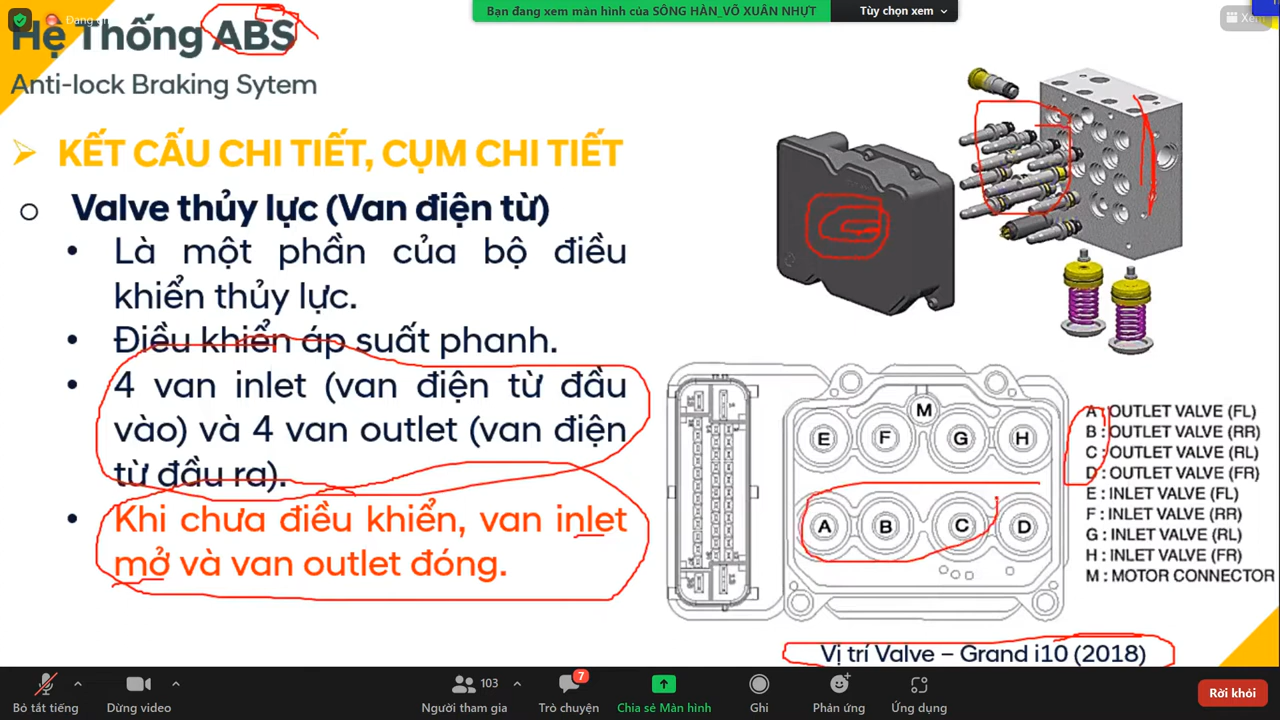 Bạn đang xem màn hình của SÔNG HÀN_VÕ XUÂN NHỰT
Tùy chọn xem
Xem
Hệ Thống ABS
Anti-lock Braking Sytem
KẾT CẤU CHI TIẾT, CỤM CHI TIẾT
Valve thủy lực (Van điện từ)
Là một phần của bộ điều
khiển thủy lực.
Điều khiển áp suất phanh.
4 van inlet (van điện từ đầu
vào) và 4 van outlet (van điện
từ đầu ra).
Khi chưa điều khiển, van inlet
mở và van outlet đóng.
M
E F G H
A B C D
A : OUTLET VALVE (FL)
B : OUTLET VALVE (RR)
C : OUTLET VALVE (RL)
D : OUTLET VALVE (FR)
E : INLET VALVE (FL)
F : INLET VALVE (RR)
G : INLET VALVE (RL)
H : INLET VALVE (FR)
M : MOTOR CONNECTOR
Vị trí Valve – Grand i10 (2018)
Bỏ tắt tiếng
Dừng video
103
Người tham gia
7
Trò chuyện
Chia sẻ Màn hình
Ghi
Phản ứng
Ứng dụng
Rời khỏi